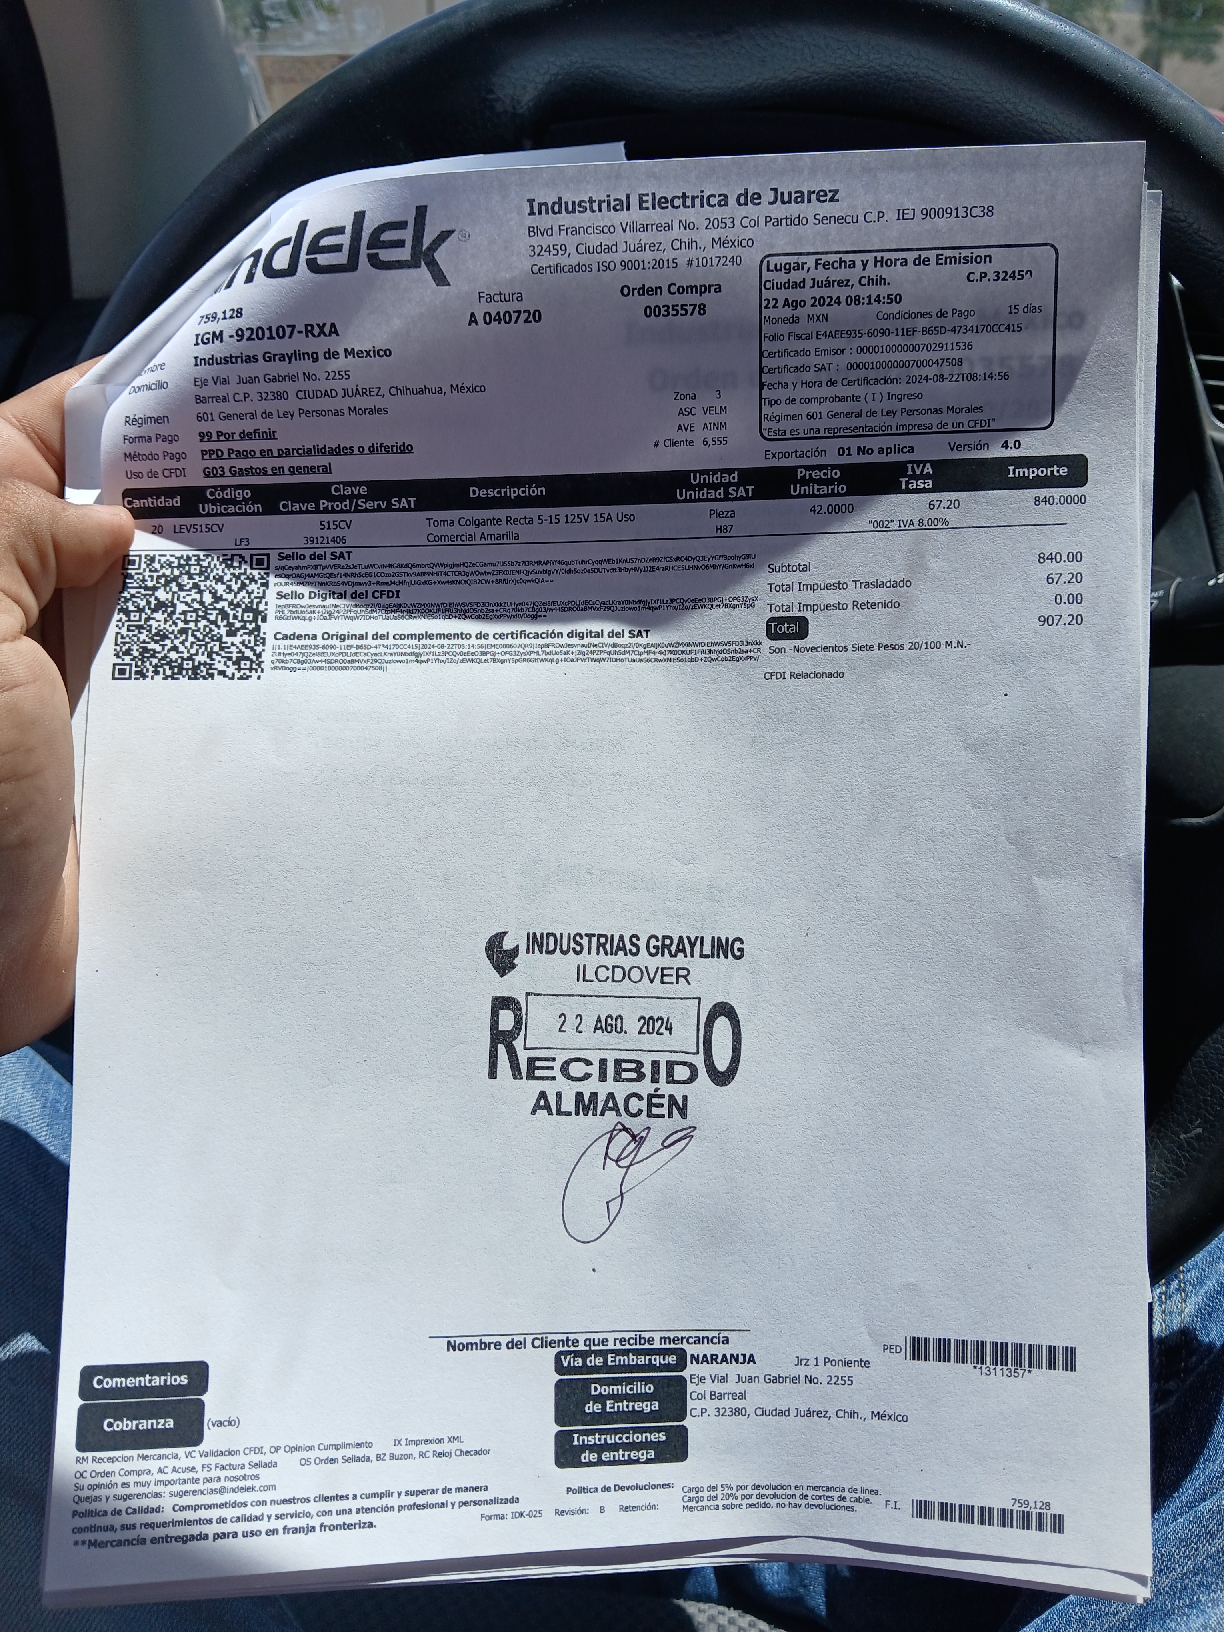 indelek
Industrial Electrica de Juarez
Blvd Francisco Villarreal No. 2053 Col Partido Senecu C.P. IEJ 900913C38
32459, Ciudad Juárez, Chih., México
Certificados ISO 9001:2015 #1017240
759,128
Factura
A 040720
Orden Compra
0035578
Lugar, Fecha y Hora de Emision
Ciudad Juárez, Chih. C.P.32459
22 Ago 2024 08:14:50
Moneda MXN Condiciones de Pago 15 días
Folio Fiscal E4AEE935-6090-11EF-B65D-4734170CC415
Certificado Emisor : 00001000000702911536
Certificado SAT : 00001000000700047508
Fecha y Hora de Certificación: 2024-08-22T08:14:56
Tipo de comprobante ( I ) Ingreso
Régimen 601 General de Ley Personas Morales
"Esta es una representación impresa de un CFDI"
IGM -920107-RXA
Industrias Grayling de Mexico
Domicilio Eje Vial Juan Gabriel No. 2255
Barreal C.P. 32380 CIUDAD JUÁREZ, Chihuahua, México
Régimen 601 General de Ley Personas Morales
Forma Pago 99 Por definir
Método Pago PPD Pago en parcialidades o diferido
Uso de CFDI G03 Gastos en general
Zona 3
ASC VELM
AVE AINM
# Cliente 6,555
Exportación 01 No aplica Versión 4.0
Cantidad Código Ubicación Clave Clave Prod/Serv SAT Descripción Unidad Unidad SAT Precio Unitario IVA Tasa Importe
20 LEV515CV 515CV Toma Colgante Recta 5-15 125V 15A Uso Pieza 42.0000 67.20 840.0000
LF3 39121406 Comercial Amarilla H87 "002" IVA 8.00%
Sello del SAT
Sello Digital del CFDI
Cadena Original del complemento de certificación digital del SAT
Subtotal 840.00
Total Impuesto Trasladado 67.20
Total Impuesto Retenido 0.00
Total 907.20
Son -Novecientos Siete Pesos 20/100 M.N.
CFDI Relacionado
INDUSTRIAS GRAYLING
ILCDOVER
22 AGO. 2024
RECIBIDO
ALMACÉN
Nombre del Cliente que recibe mercancía
Vía de Embarque NARANJA Jrz 1 Poniente
PED
*1311357*
Domicilio de Entrega
Eje Vial Juan Gabriel No. 2255
Col Barreal
C.P. 32380, Ciudad Juárez, Chih., México
Instrucciones de entrega
Comentarios
Cobranza (vacío)
RM Recepcion Mercancia, VC Validacion CFDI, OP Opinion Cumplimiento IX Impresion XML
OC Orden Compra, AC Acuse, FS Factura Sellada OS Orden Sellada, BZ Buzon, RC Reloj Checador
Su opinión es muy importante para nosotros
Quejas y sugerencias: sugerencias@indelek.com
Política de Calidad: Comprometidos con nuestros clientes a cumplir y superar de manera
continua, sus requerimientos de calidad y servicio, con una atención profesional y personalizada
**Mercancía entregada para uso en franja fronteriza.
Forma: IDK-025 Revisión: B Retención:
Política de Devoluciones: Cargo del 5% por devolucion en mercancia de linea.
Cargo del 20% por devolucion de cortes de cable.
Mercancia sobre pedido, no hay devoluciones.
F.I. 759,128